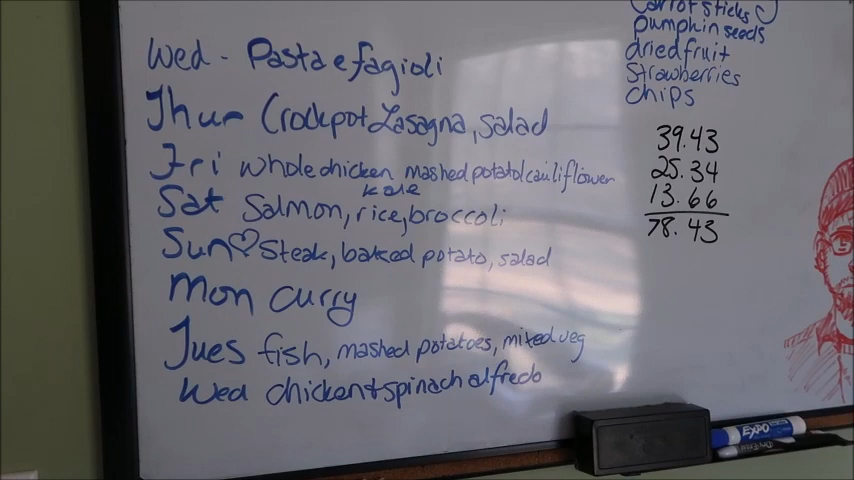 Wed - Pasta e fagioli
Thur Crockpot Lasagna, salad
Fri whole chicken mashed potato/cauliflower
kale
Sat Salmon, rice, broccoli
Sun♡ Steak, baked potato, salad
Mon Curry
Tues fish, mashed potatoes, mixed veg
Wed chicken + spinach alfredo
Carrot sticks
pumpkin seeds
dried fruit
Strawberries
chips
39.43
25.34
13.66
78.43
EXPO